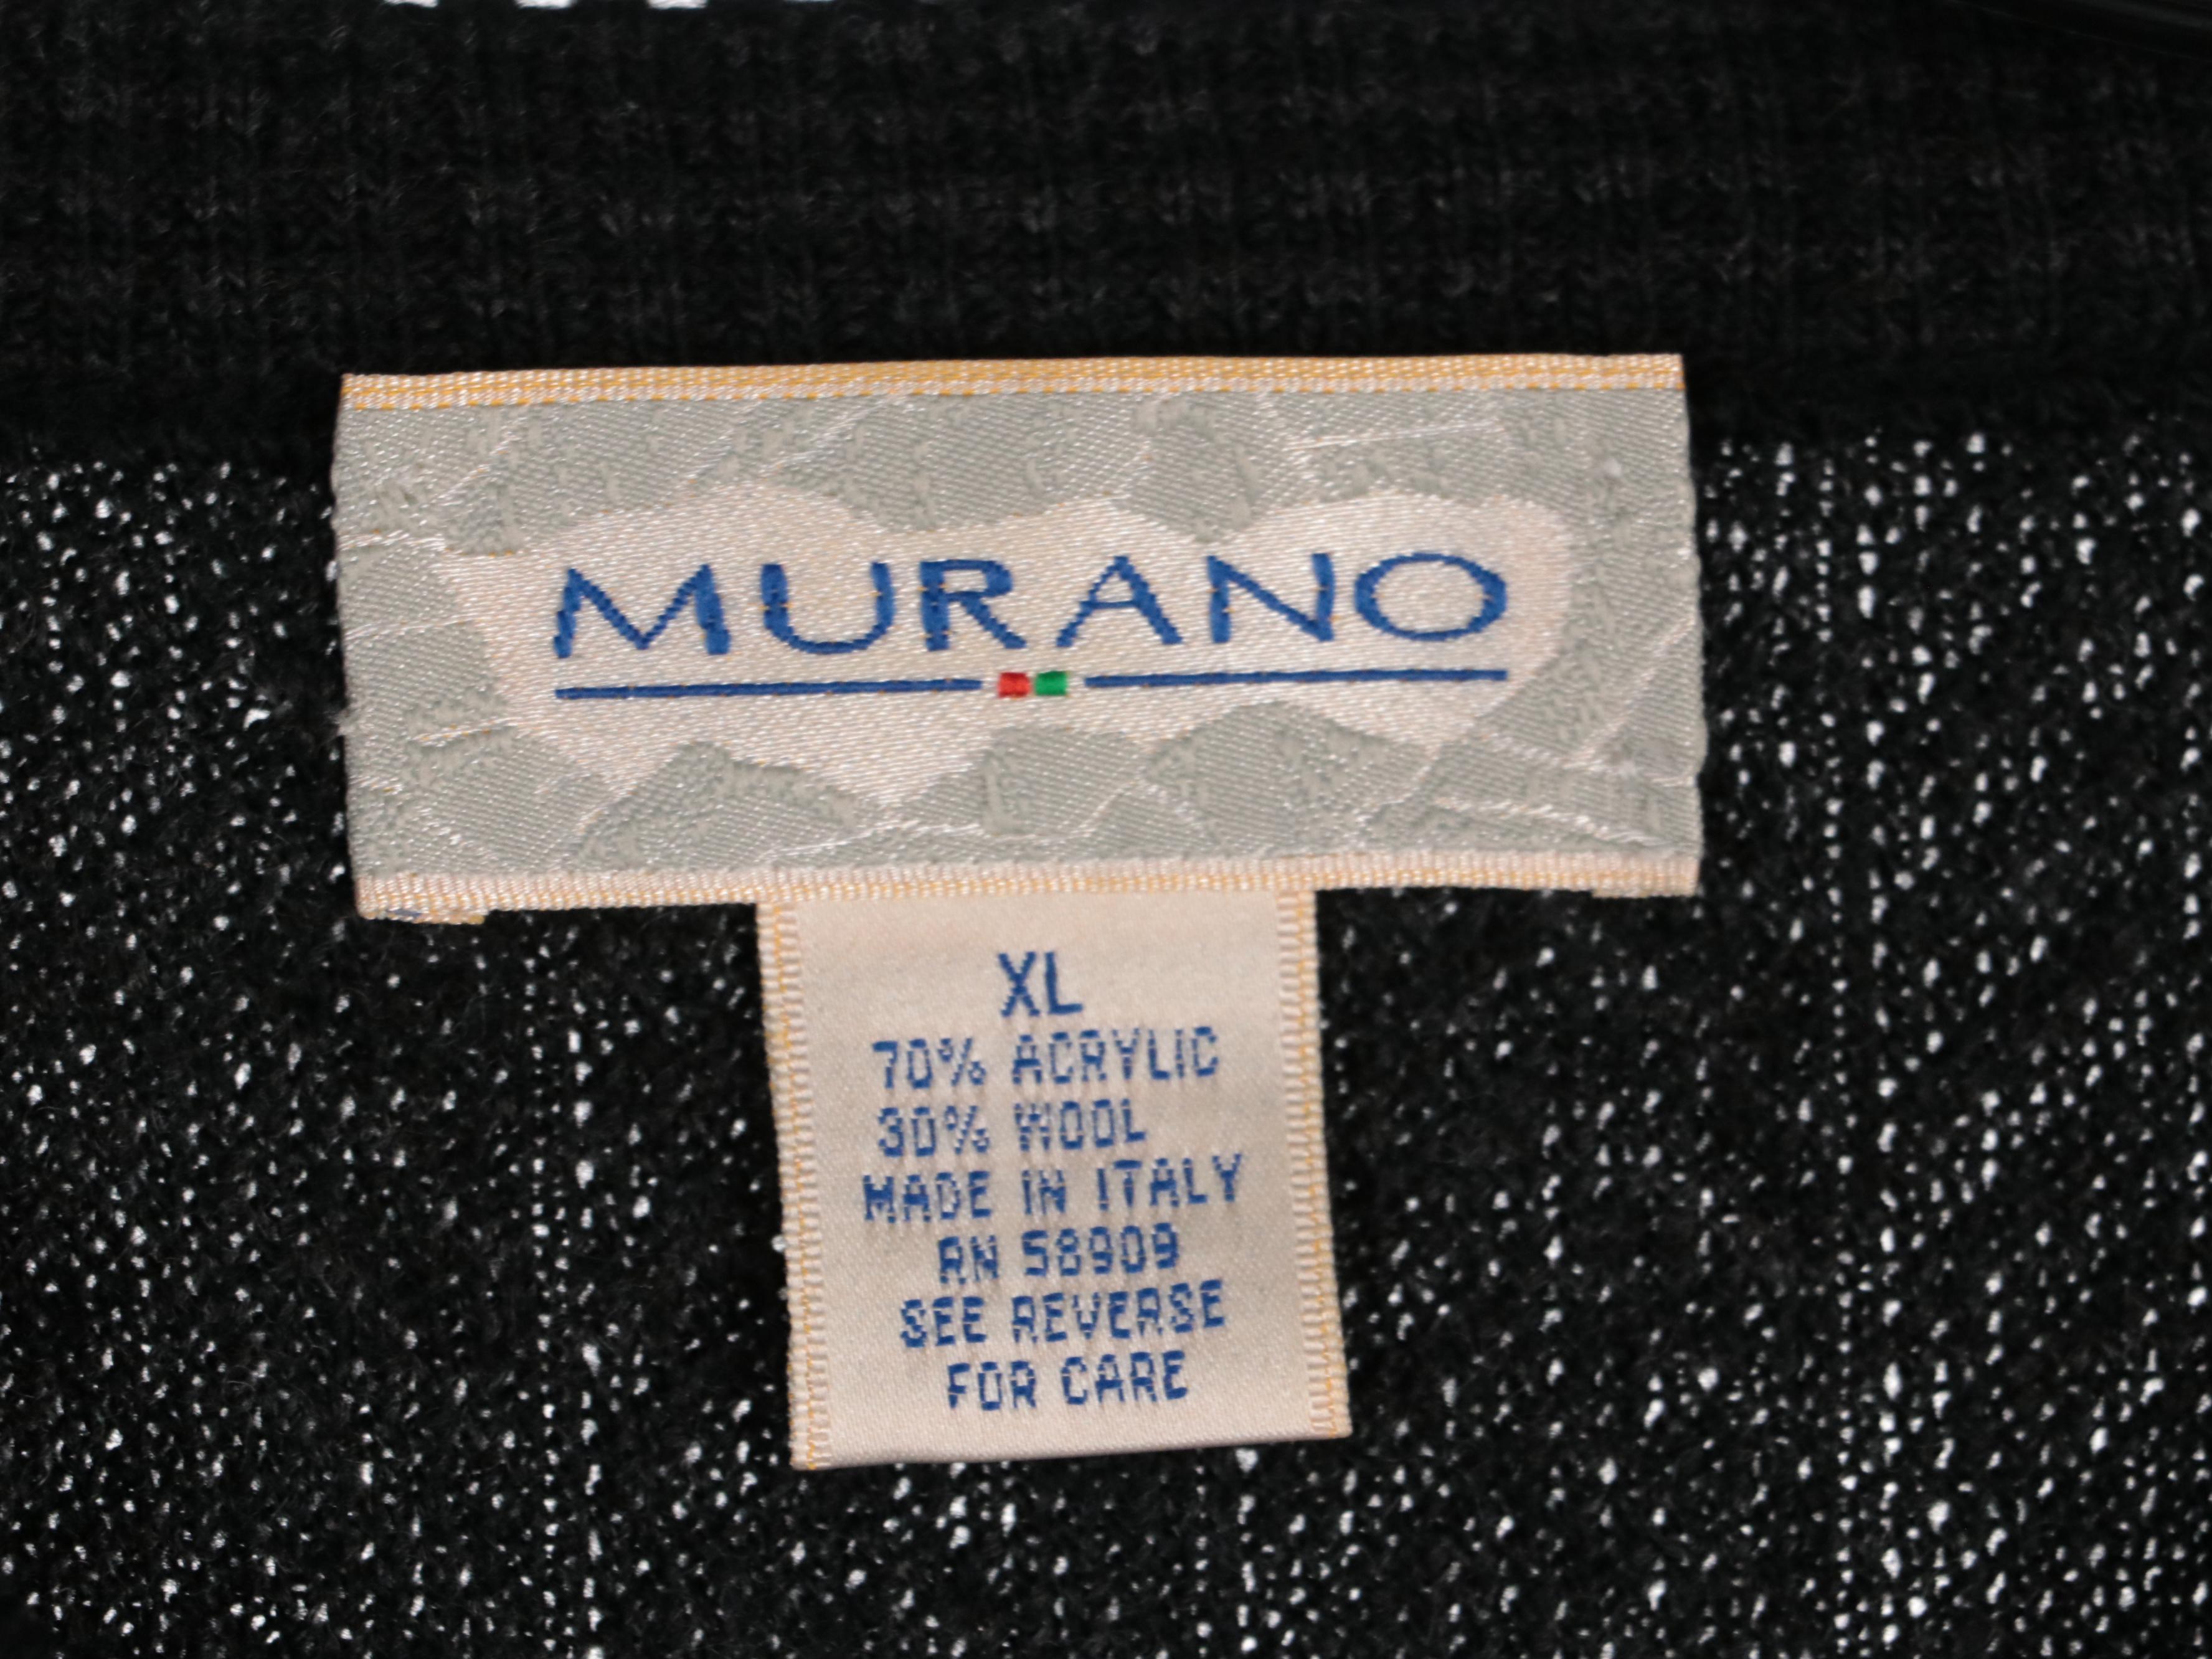 MURANO
XL
70% ACRYLIC
30% WOOL
MADE IN ITALY
RN 58909
SEE REVERSE
FOR CARE